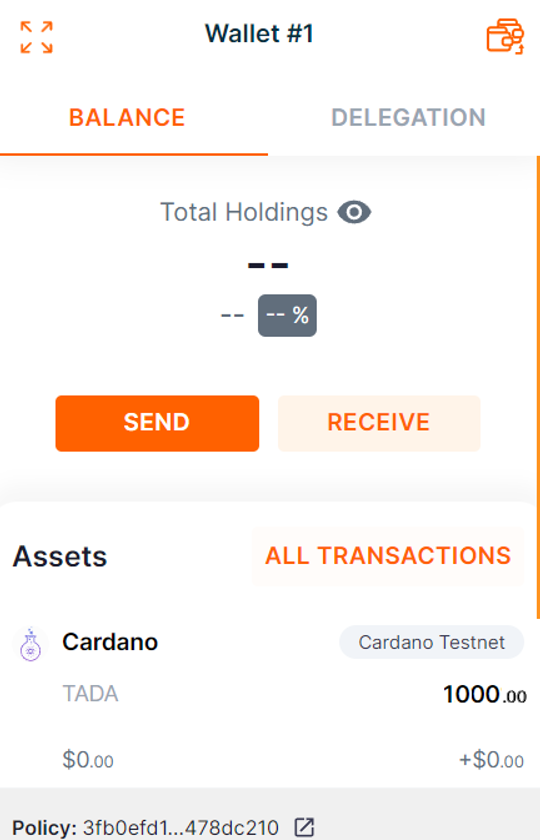 Wallet #1
BALANCE DELEGATION
Total Holdings
--
-- -- %
SEND RECEIVE
Assets ALL TRANSACTIONS
Cardano Cardano Testnet
TADA 1000.00
$0.00 +$0.00
Policy: 3fb0efd1...478dc210